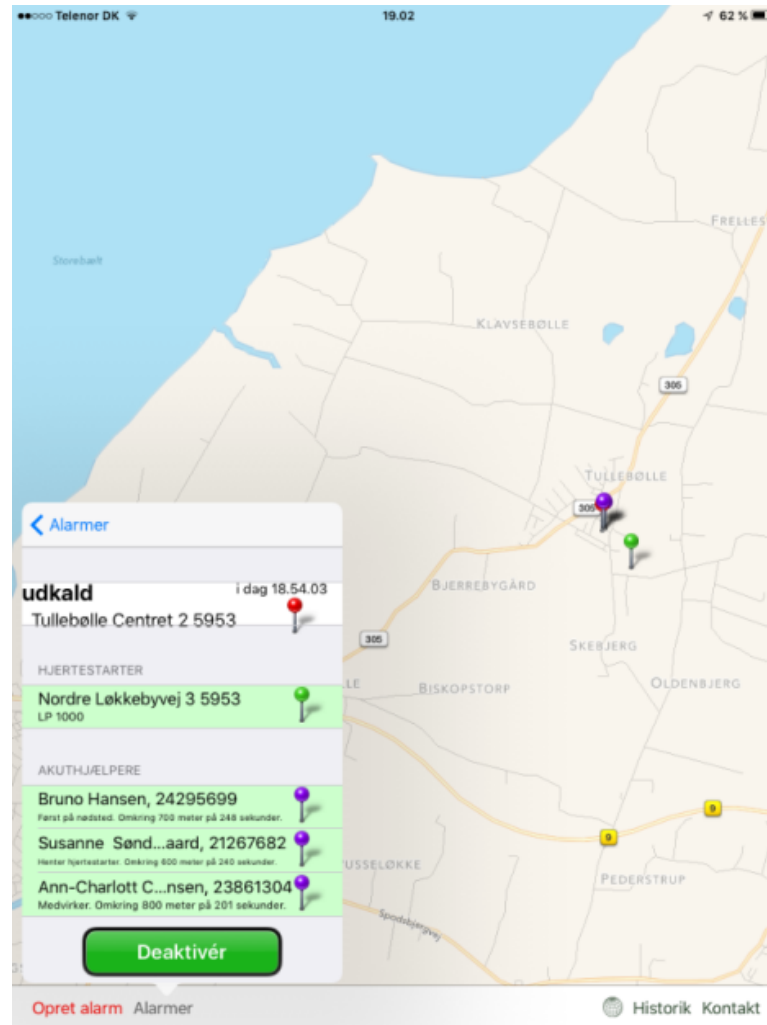 Telenor DK 19.02 62 %
Storebælt
FRELLES
KLAVSEBØLLE
305
TULLEBØLLE
305
BJERREBYGÅRD
305
SKEBJERG
BISKOPSTORP
OLDENBJERG
LE
9
9
USSELØKKE
PEDERSTRUP
Spodsbjergvej
Alarmer
udkald i dag 18.54.03
Tullebølle Centret 2 5953
HJERTESTARTER
Nordre Løkkebyvej 3 5953
LP 1000
AKUTHJÆLPERE
Bruno Hansen, 24295699
Først på nødsted. Omkring 700 meter på 248 sekunder.
Susanne Sønd...aard, 21267682
Henter hjertestarter. Omkring 600 meter på 240 sekunder.
Ann-Charlott C...nsen, 23861304
Medvirker. Omkring 800 meter på 201 sekunder.
Deaktivér
Opret alarm Alarmer Historik Kontakt